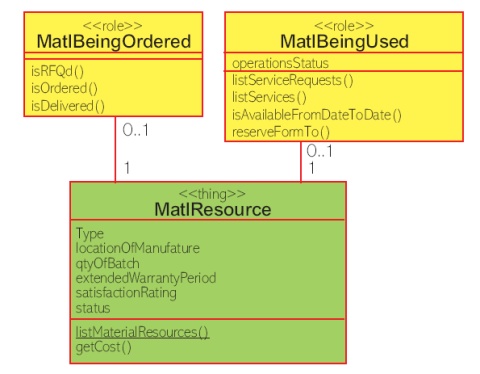 <<role>>
MatlBeingOrdered
isRFQd()
isOrdered()
isDelivered()
<<role>>
MatlBeingUsed
operationsStatus
listServiceRequests()
listServices()
isAvailableFromDateToDate()
reserveFormTo()
0..1
1
0..1
1
<<thing>>
MatlResource
Type
locationOfManufature
qtyOfBatch
extendedWarrantyPeriod
satisfactionRating
status
listMaterialResources()
getCost()